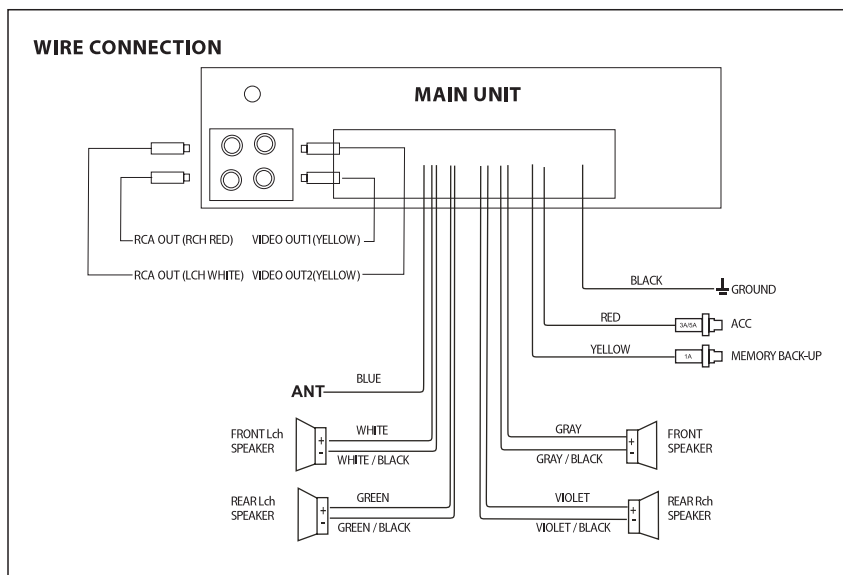 WIRE CONNECTION
MAIN UNIT
RCA OUT (RCH RED) VIDEO OUT1(YELLOW)
RCA OUT (LCH WHITE) VIDEO OUT2(YELLOW)
BLACK
GROUND
RED
3A/5A
ACC
YELLOW
1A
MEMORY BACK-UP
BLUE
ANT
FRONT Lch
SPEAKER
+
-
WHITE
WHITE / BLACK
GRAY
GRAY / BLACK
+
-
FRONT
SPEAKER
REAR Lch
SPEAKER
+
-
GREEN
GREEN / BLACK
VIOLET
VIOLET / BLACK
+
-
REAR Rch
SPEAKER